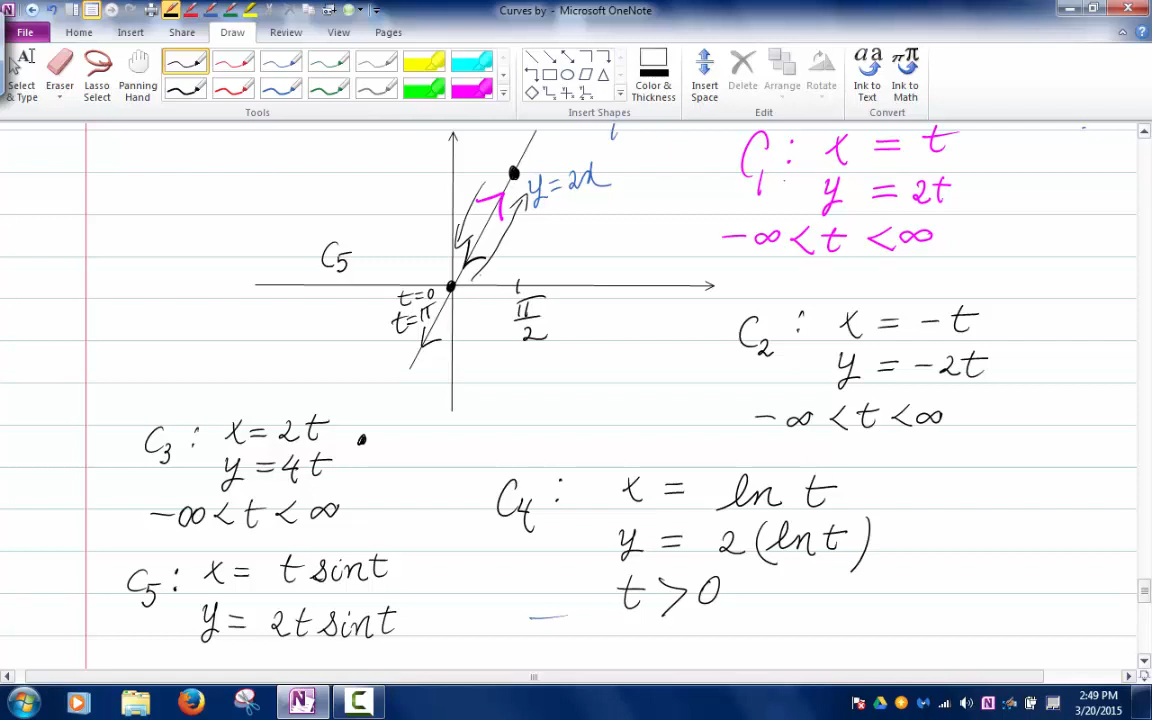 Curves by - Microsoft OneNote
File Home Insert Share Draw Review View Pages
Select & Type
Eraser
Lasso Select
Panning Hand
Color & Thickness
Insert Space
Delete
Arrange
Rotate
Ink to Text
Ink to Math
Tools
Insert Shapes
Edit
Convert
y = 2x
C5
t=0
t=π
π/2
C1 : x = t
y = 2t
-∞ < t < ∞
C2 : x = -t
y = -2t
-∞ < t < ∞
C3 : x = 2t
y = 4t
-∞ < t < ∞
C4 : x = ln t
y = 2(ln t)
t > 0
C5 : x = t sin t
y = 2t sin t
2:49 PM
3/20/2015